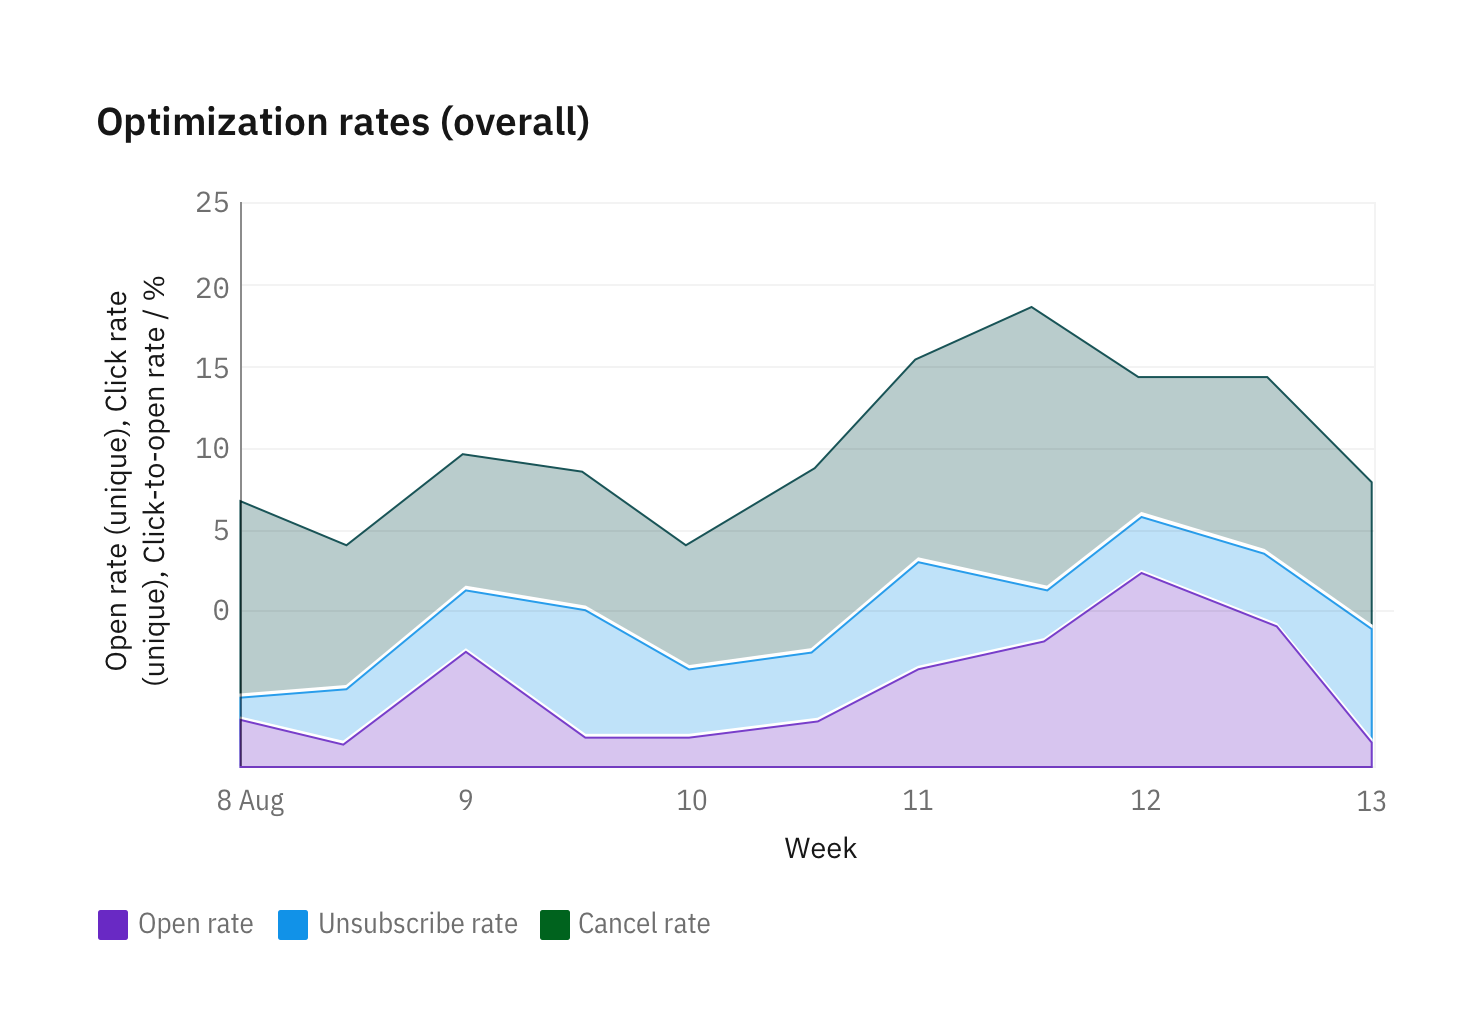 Optimization rates (overall)
25
20
15
10
5
0
Open rate (unique), Click rate
(unique), Click-to-open rate / %
8 Aug 9 10 11 12 13
Week
Open rate Unsubscribe rate Cancel rate